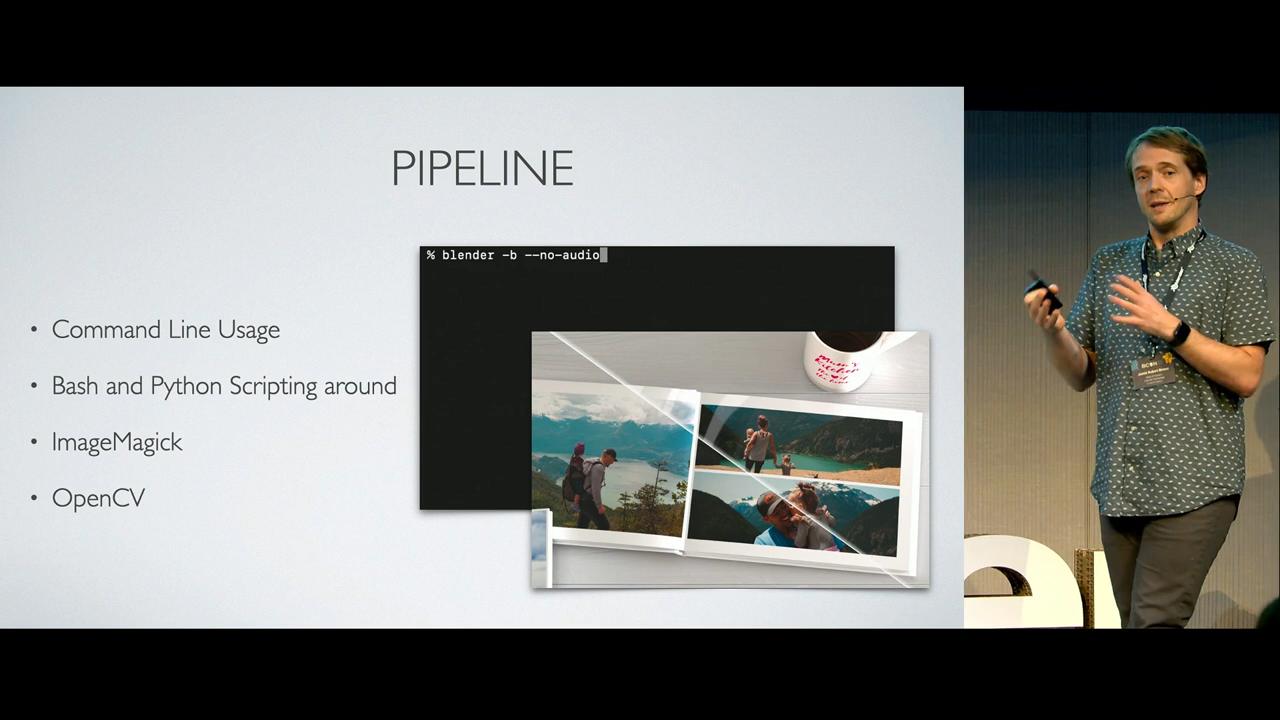 PIPELINE
% blender -b --no-audio
• Command Line Usage
• Bash and Python Scripting around
• ImageMagick
• OpenCV